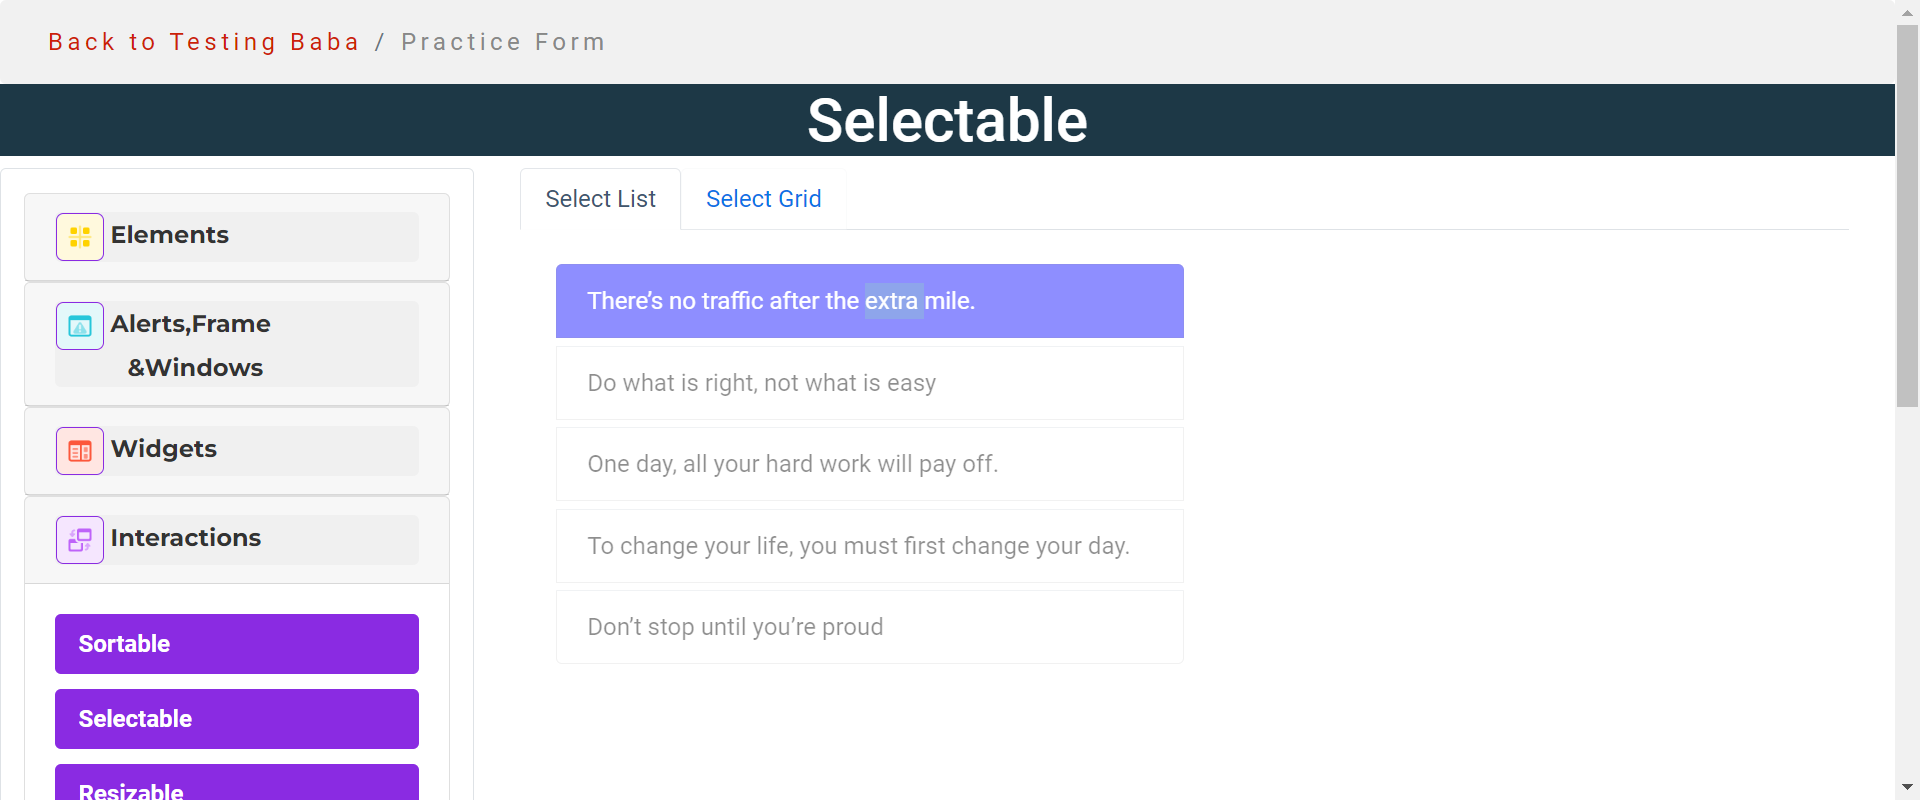 Back to Testing Baba / Practice Form
Selectable
Elements
Alerts,Frame
&Windows
Widgets
Interactions
Sortable
Selectable
Resizable
Select List
Select Grid
There’s no traffic after the extra mile.
Do what is right, not what is easy
One day, all your hard work will pay off.
To change your life, you must first change your day.
Don’t stop until you’re proud